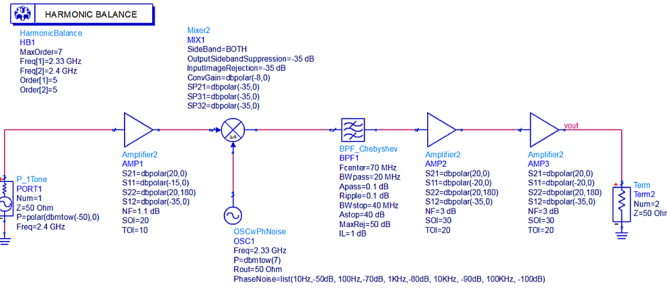 HARMONIC BALANCE
HarmonicBalance
HB1
MaxOrder=7
Freq[1]=2.33 GHz
Freq[2]=2.4 GHz
Order[1]=5
Order[2]=5
Mixer2
MIX1
SideBand=BOTH
OutputSidebandSuppression=-35 dB
InputImageRejection=-35 dB
ConvGain=dbpolar(-8,0)
SP21=dbpolar(-35,0)
SP31=dbpolar(-35,0)
SP32=dbpolar(-35,0)
P_1Tone
PORT1
Num=1
Z=50 Ohm
P=polar(dbmtow(-50),0)
Freq=2.4 GHz
Amplifier2
AMP1
S21=dbpolar(20,0)
S11=dbpolar(-15,0)
S22=dbpolar(20,180)
S12=dbpolar(-35,0)
NF=1.1 dB
SOI=20
TOI=10
OSCwPhNoise
OSC1
Freq=2.33 GHz
P=dbmtow(7)
Rout=50 Ohm
PhaseNoise=list(10Hz,-50dB, 100Hz,-70dB, 1KHz,-80dB, 10KHz, -90dB, 100KHz, -100dB)
BPF_Chebyshev
BPF1
Fcenter=70 MHz
BWpass=20 MHz
Apass=0.1 dB
Ripple=0.1 dB
BWstop=40 MHz
Astop=40 dB
MaxRej=50 dB
IL=1 dB
Amplifier2
AMP2
S21=dbpolar(20,0)
S11=dbpolar(-20,0)
S22=dbpolar(20,180)
S12=dbpolar(-35,0)
NF=3 dB
SOI=30
TOI=20
Amplifier2
AMP3
S21=dbpolar(20,0)
S11=dbpolar(-20,0)
S22=dbpolar(20,180)
S12=dbpolar(-35,0)
NF=3 dB
SOI=30
TOI=20
vout
Term
Term2
Num=2
Z=50 Ohm